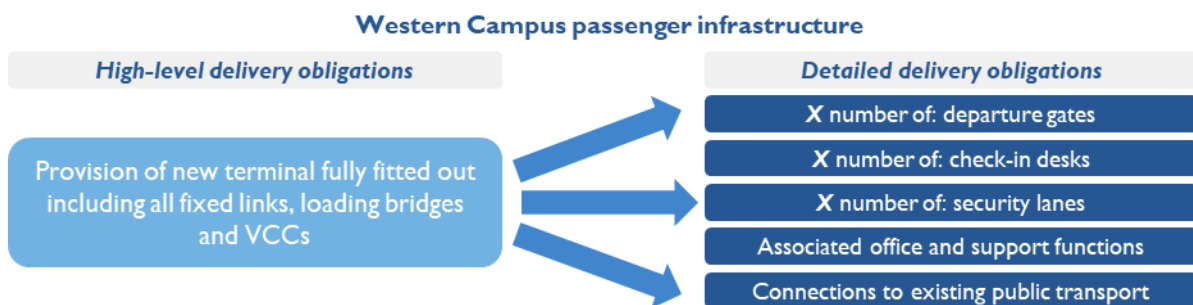 Western Campus passenger infrastructure
High-level delivery obligations
Provision of new terminal fully fitted out
including all fixed links, loading bridges
and VCCs
Detailed delivery obligations
X number of: departure gates
X number of: check-in desks
X number of: security lanes
Associated office and support functions
Connections to existing public transport